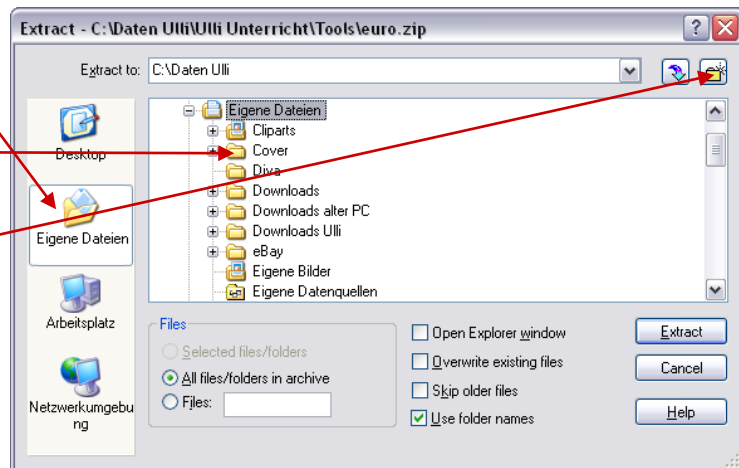 Extract - C:\Daten Ulli\Ulli Unterricht\Tools\euro.zip
Extract to: C:\Daten Ulli
Desktop
Eigene Dateien
Arbeitsplatz
Netzwerkumgebu
ng
Eigene Dateien
Cliparts
Cover
Diva
Downloads
Downloads alter PC
Downloads Ulli
eBay
Eigene Bilder
Eigene Datenquellen
Files
Selected files/folders
All files/folders in archive
Files:
Open Explorer window
Overwrite existing files
Skip older files
Use folder names
Extract
Cancel
Help